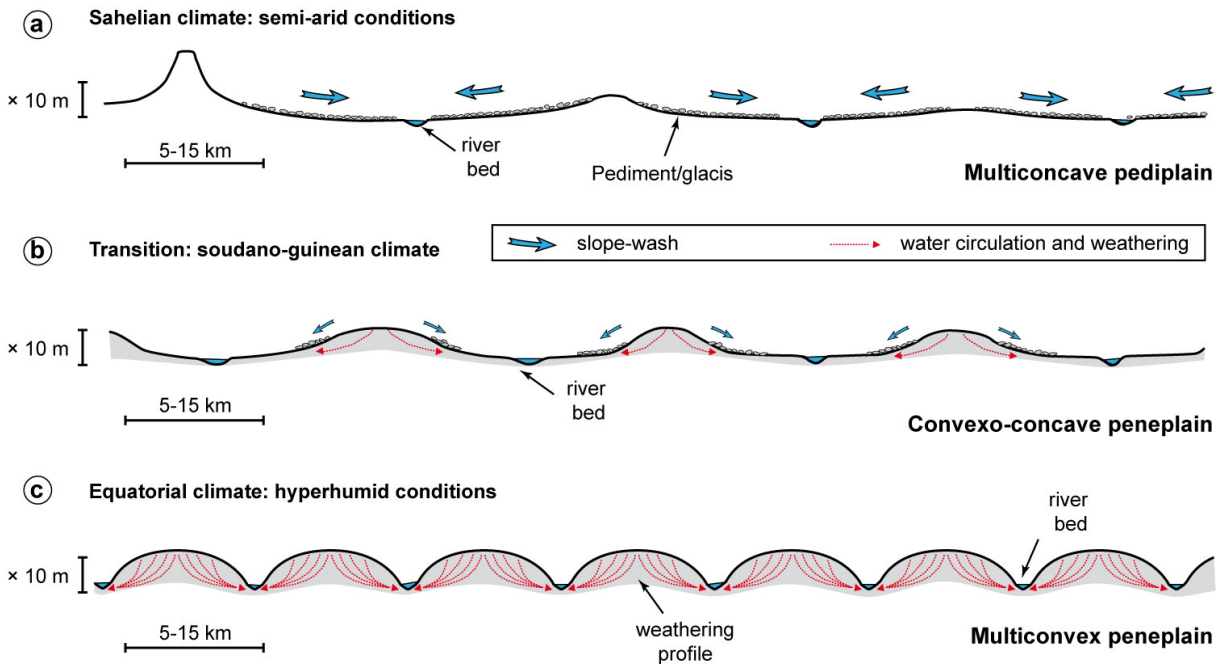 a
Sahelian climate: semi-arid conditions
× 10 m
5-15 km
river
bed
Pediment/glacis
Multiconcave pediplain
b
Transition: soudano-guinean climate
slope-wash
water circulation and weathering
× 10 m
5-15 km
river
bed
Convexo-concave peneplain
c
Equatorial climate: hyperhumid conditions
river
bed
× 10 m
5-15 km
weathering
profile
Multiconvex peneplain